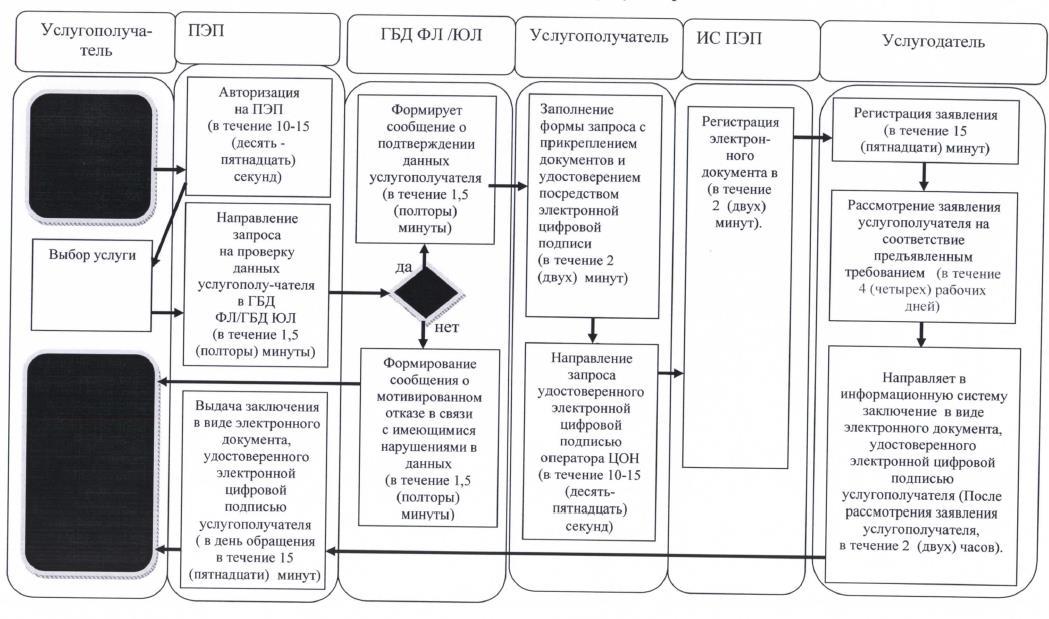 Услугополуча-
тель
ПЭП
ГБД ФЛ /ЮЛ
Услугополучатель
ИС ПЭП
Услугодатель
Авторизация
на ПЭП
(в течение 10-15
(десять -
пятнадцать)
секунд)
Выбор услуги
Направление
запроса
на проверку
данных
услугополу-чателя
в ГБД
ФЛ/ГБД ЮЛ
(в течение 1,5
(полторы) минуты)
Выдача заключения
в виде электронного
документа,
удостоверенного
электронной
цифровой
подписью
услугополучателя
( в день обращения
в течение 15
(пятнадцати) минут)
Формирует
сообщение о
подтверждении
данных
услугополучателя
(в течение 1,5
(полторы)
минуты)
да
нет
Формирование
сообщения о
мотивированном
отказе в связи
с имеющимися
нарушениями в
данных
(в течение 1,5
(полторы)
минуты)
Заполнение
формы запроса с
прикреплением
документов и
удостоверением
посредством
электронной
цифровой
подписи
(в течение 2
(двух) минут)
Направление
запроса
удостоверенного
электронной
цифровой
подписью
оператора ЦОН
(в течение 10-15
(десять-
пятнадцать)
секунд)
Регистрация
электрон-
ного
документа в
(в течение
2 (двух)
минут).
Регистрация заявления
(в течение 15
(пятнадцати) минут)
Рассмотрение заявления
услугополучателя на
соответствие
предъявленным
требованием (в течение
4 (четырех) рабочих
дней)
Направляет в
информационную систему
заключение в виде
электронного документа,
удостоверенного
электронной цифровой
подписью
услугополучателя (После
рассмотрения заявления
услугополучателя,
в течение 2 (двух) часов).